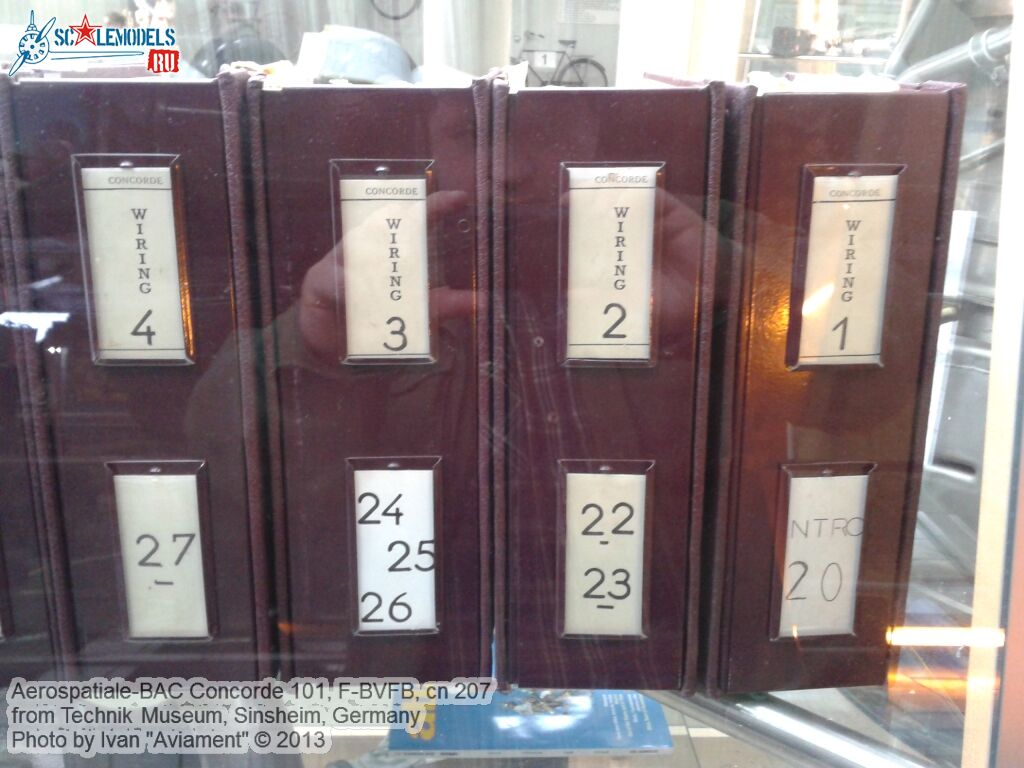 SCALEMODELS
RU
1
CONCORDE
WIRING
4
CONCORDE
WIRING
3
CONCORDE
WIRING
2
CONCORDE
WIRING
1
27
24
25
26
22
23
NTRO
20
Aerospatiale-BAC Concorde 101, F-BVFB, cn 207
from Technik Museum, Sinsheim, Germany
Photo by Ivan "Aviament" © 2013